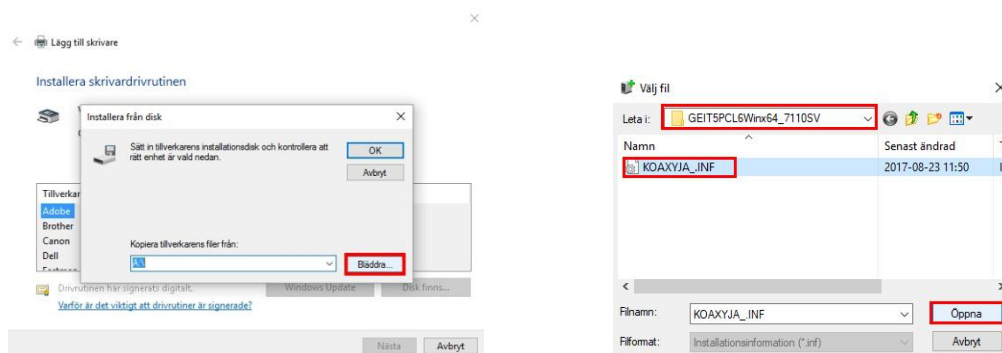 Lägg till skrivare
Installera skrivardrivrutinen
Installera från disk
Sätt in tillverkarens installationsdisk och kontrollera att
rätt enhet är vald nedan.
OK
Avbryt
Tillverkar
Adobe
Brother
Canon
Dell
Kopiera tillverkarens filer från:
A:\
Bläddra...
Drivrutinen har signerats digitalt.
Windows Update
Disk finns...
Varför är det viktigt att drivrutiner är signerade?
Nästa
Avbryt
Välj fil
Leta i:
GEIT5PCL6Winx64_7110SV
Namn
Senast ändrad
KOAXYJA_.INF
2017-08-23 11:50
Filnamn:
KOAXYJA_.INF
Öppna
Filformat:
Installationsinformation (*.inf)
Avbryt